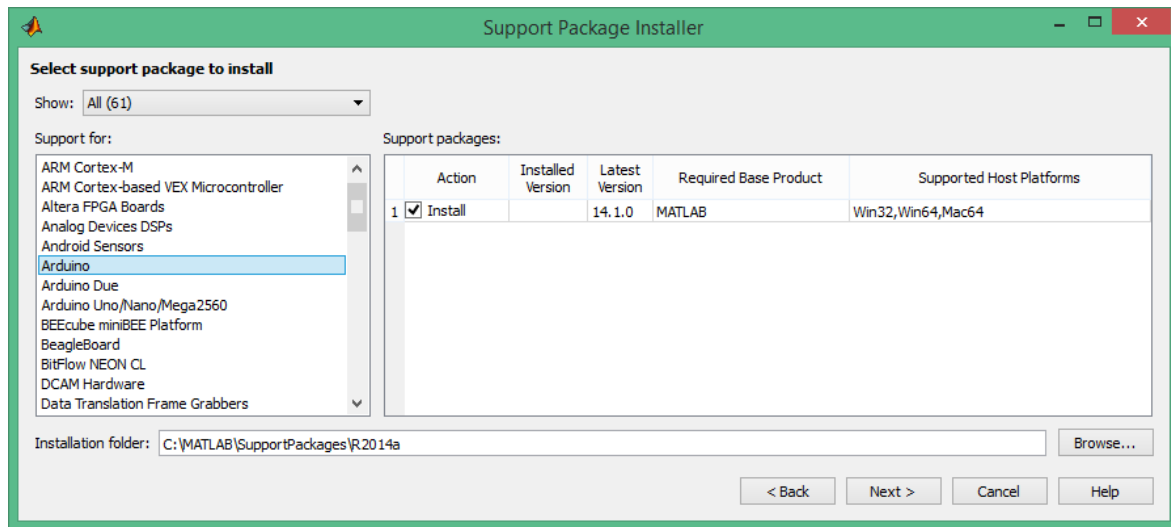 Support Package Installer
Select support package to install
Show: All (61)
Support for:
ARM Cortex-M
ARM Cortex-based VEX Microcontroller
Altera FPGA Boards
Analog Devices DSPs
Android Sensors
Arduino
Arduino Due
Arduino Uno/Nano/Mega2560
BEEcube miniBEE Platform
BeagleBoard
BitFlow NEON CL
DCAM Hardware
Data Translation Frame Grabbers
Support packages:
Action Installed Version Latest Version Required Base Product Supported Host Platforms
1 Install 14.1.0 MATLAB Win32,Win64,Mac64
Installation folder: C:\MATLAB\SupportPackages\R2014a Browse...
< Back Next > Cancel Help